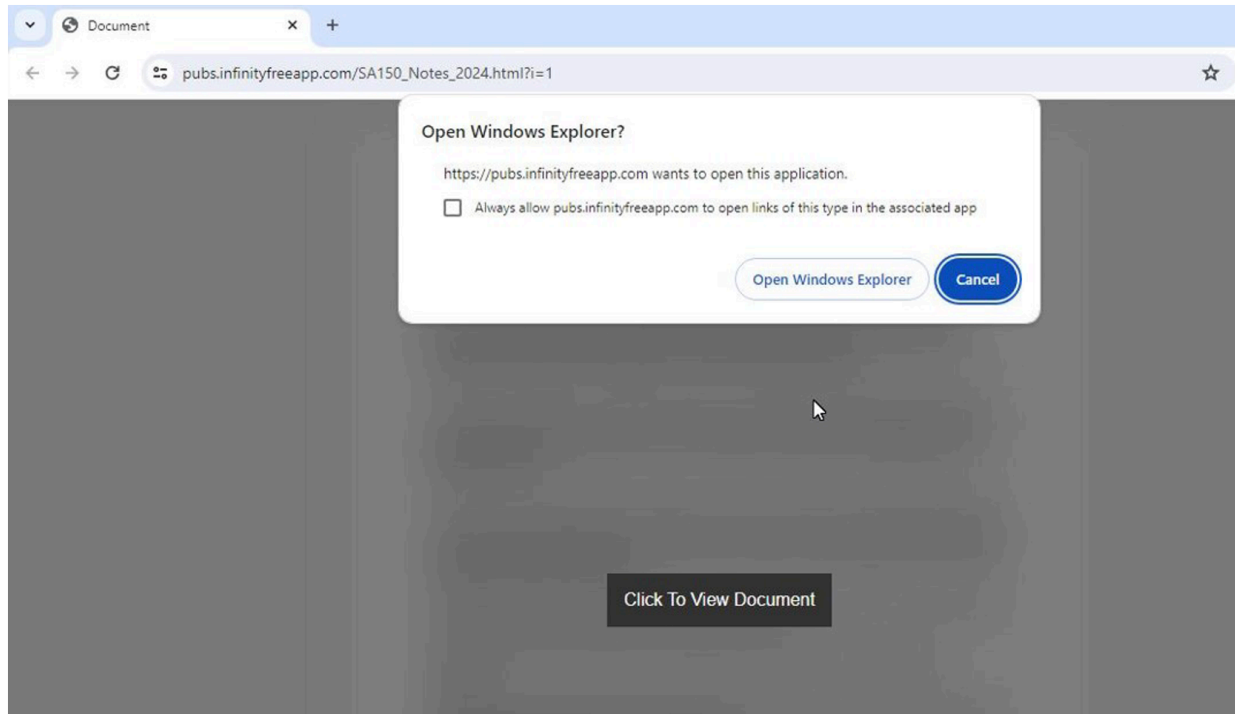 Document
pubs.infinityfreeapp.com/SA150_Notes_2024.html?i=1
Open Windows Explorer?
https://pubs.infinityfreeapp.com wants to open this application.
Always allow pubs.infinityfreeapp.com to open links of this type in the associated app
Open Windows Explorer Cancel
Click To View Document